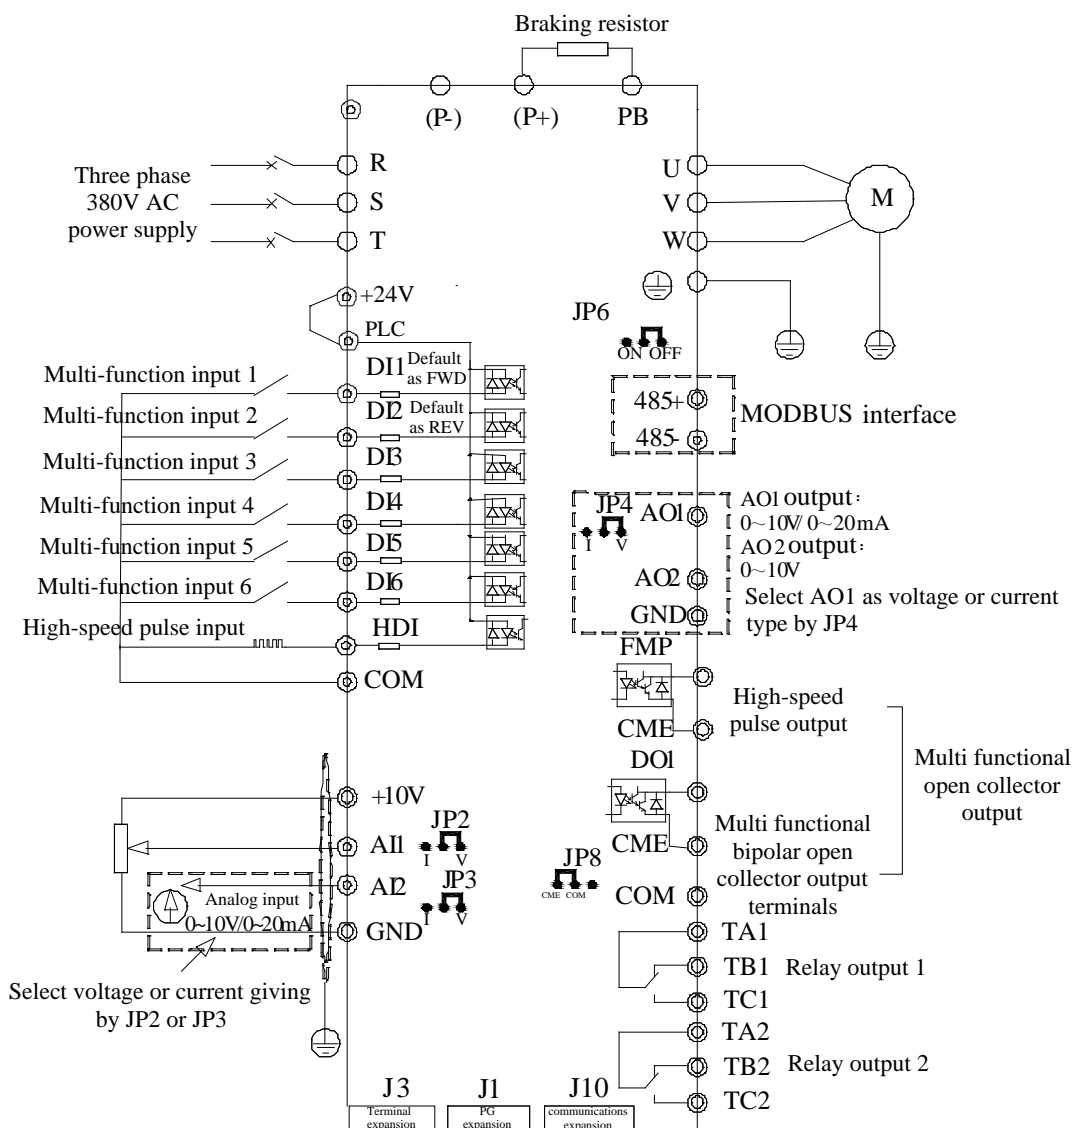 Braking resistor
(P-)
(P+)
PB
Three phase
380V AC
power supply
R
S
T
U
V
W
M
+24V
PLC
JP6
ON OFF
Multi-function input 1
DI1 Default
as FWD
Multi-function input 2
DI2 Default
as REV
Multi-function input 3
DI3
Multi-function input 4
DI4
Multi-function input 5
DI5
Multi-function input 6
DI6
High-speed pulse input
HDI
COM
485+
485-
MODBUS interface
JP4
I V
AO1
AO2
GND
AO1 output:
0~10V/ 0~20mA
AO2 output:
0~10V
Select AO1 as voltage or current
type by JP4
FMP
CME
High-speed
pulse output
DO1
CME
Multi functional
bipolar open
collector output
terminals
Multi functional
open collector
output
JP8
CME COM
COM
+10V
AI1
JP2
I V
AI2
JP3
I V
GND
Analog input
0~10V/0~20mA
Select voltage or current giving
by JP2 or JP3
TA1
TB1
TC1
Relay output 1
TA2
TB2
TC2
Relay output 2
J3
Terminal
expansion
J1
PG
expansion
J10
communications
expansion